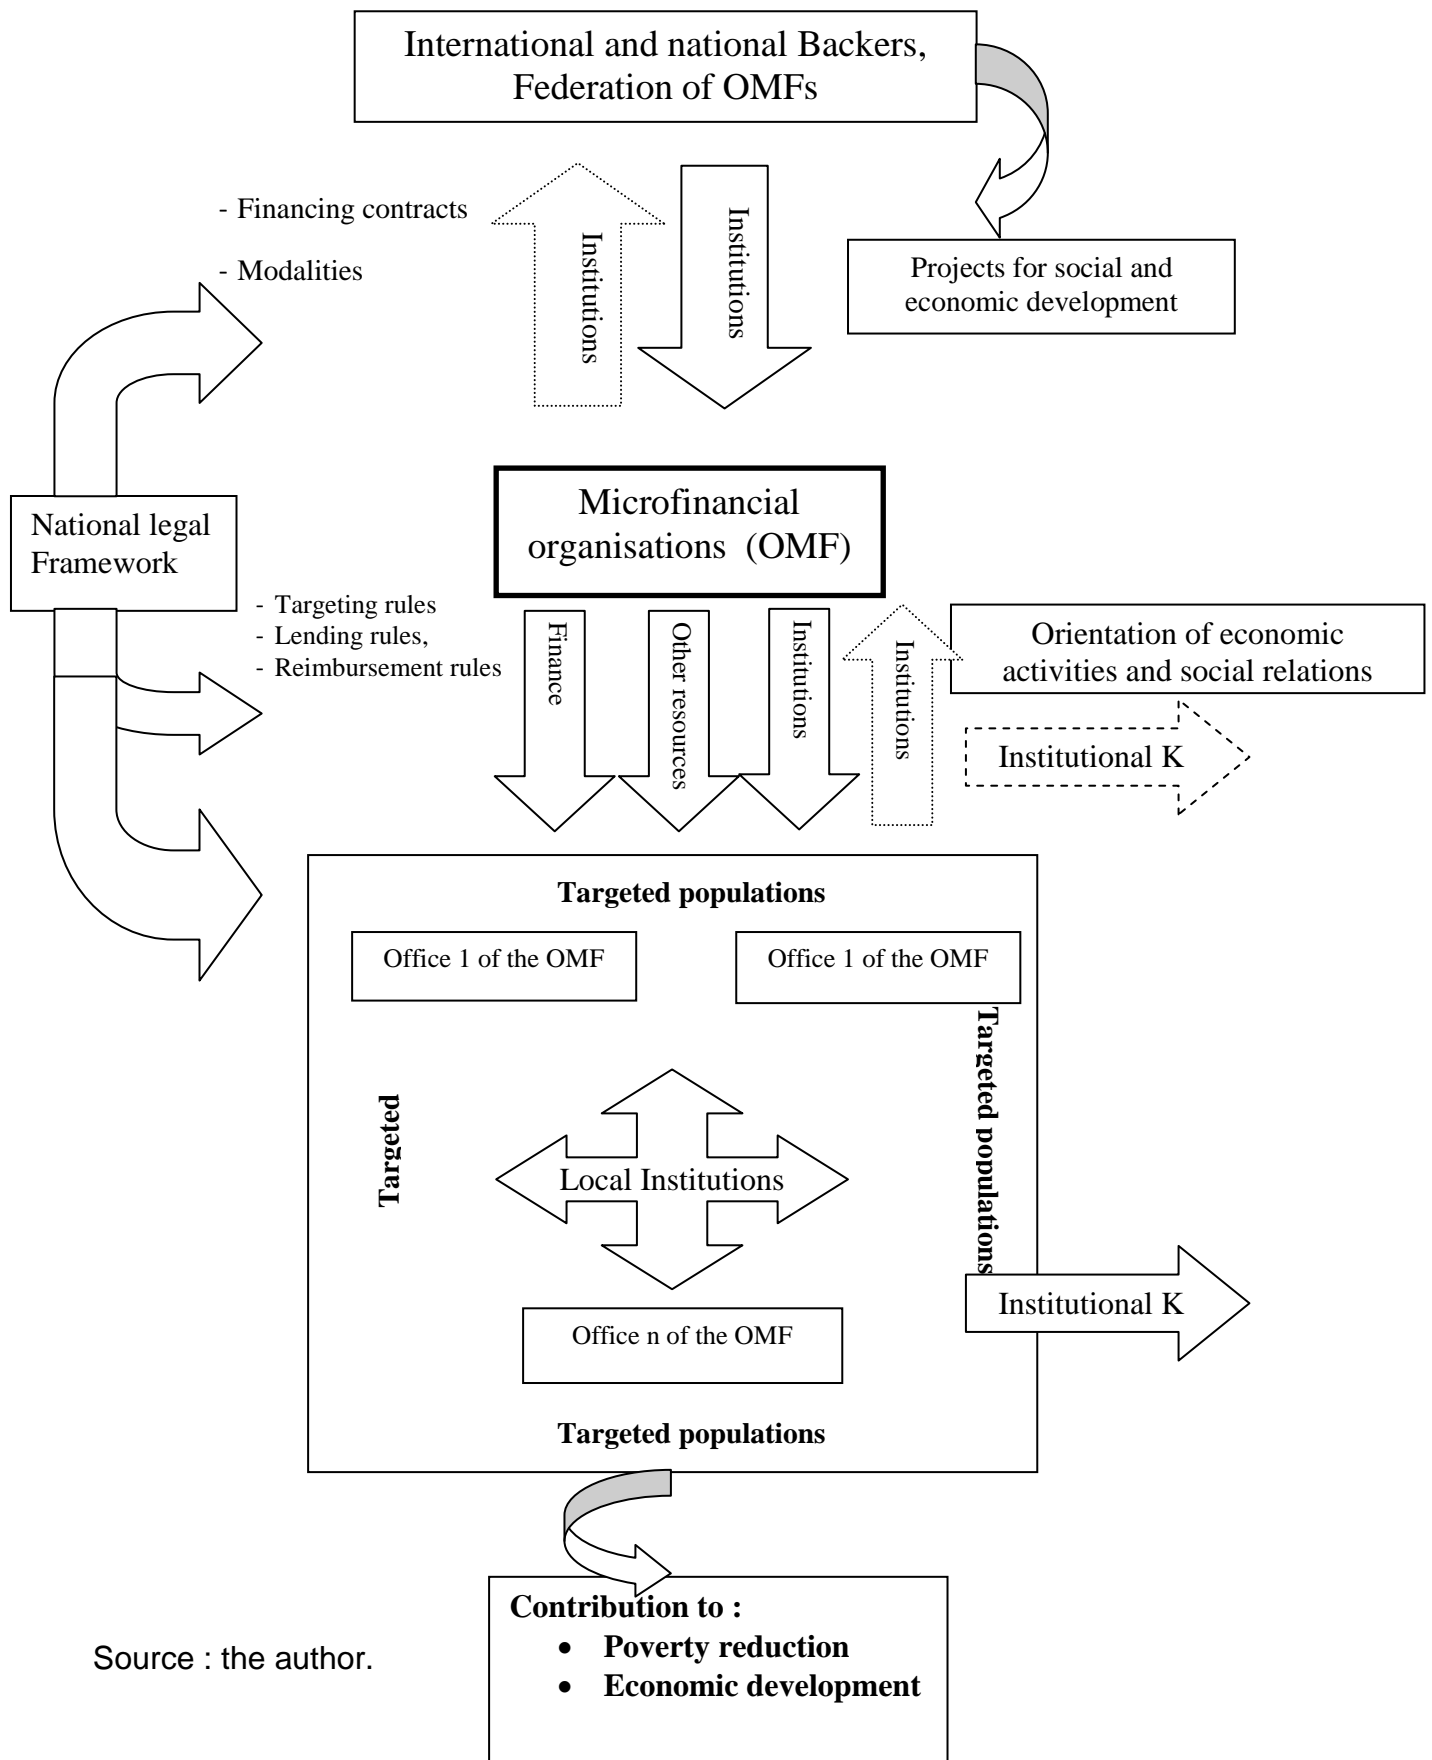 International and national Backers,
Federation of OMFs
- Financing contracts
- Modalities
Institutions
Institutions
Projects for social and
economic development
National legal
Framework
Microfinancial
organisations (OMF)
- Targeting rules
- Lending rules,
- Reimbursement rules
Finance
Other resources
Institutions
Institutions
Orientation of economic
activities and social relations
Institutional K
Targeted populations
Office 1 of the OMF
Office 1 of the OMF
Targeted
Targeted populations
Local Institutions
Institutional K
Office n of the OMF
Targeted populations
Contribution to :
• Poverty reduction
• Economic development
Source : the author.